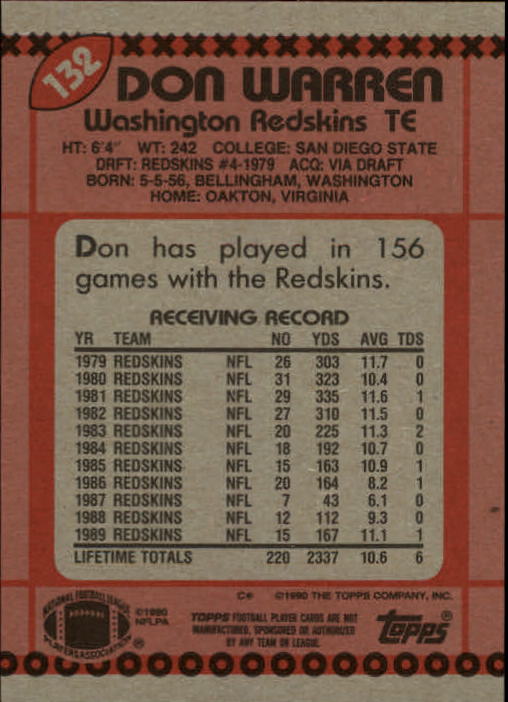 132
DON WARREN
Washington Redskins TE
HT: 6'4" WT: 242 COLLEGE: SAN DIEGO STATE
DRFT: REDSKINS #4-1979 ACQ: VIA DRAFT
BORN: 5-5-56, BELLINGHAM, WASHINGTON
HOME: OAKTON, VIRGINIA
Don has played in 156
games with the Redskins.
RECEIVING RECORD
YR TEAM NO YDS AVG TDS
1979 REDSKINS NFL 26 303 11.7 0
1980 REDSKINS NFL 31 323 10.4 0
1981 REDSKINS NFL 29 335 11.6 1
1982 REDSKINS NFL 27 310 11.5 0
1983 REDSKINS NFL 20 225 11.3 2
1984 REDSKINS NFL 18 192 10.7 0
1985 REDSKINS NFL 15 163 10.9 1
1986 REDSKINS NFL 20 164 8.2 1
1987 REDSKINS NFL 7 43 6.1 0
1988 REDSKINS NFL 12 112 9.3 0
1989 REDSKINS NFL 15 167 11.1 1
LIFETIME TOTALS 220 2337 10.6 6
C* ©1990 THE TOPPS COMPANY, INC.
NATIONAL FOOTBALL LEAGUE
PLAYERS ASSOCIATION
©1990
NFLPA
TOPPS FOOTBALL PLAYER CARDS ARE NOT
MANUFACTURED, SPONSORED OR AUTHORIZED
BY ANY TEAM OR LEAGUE.
topps®